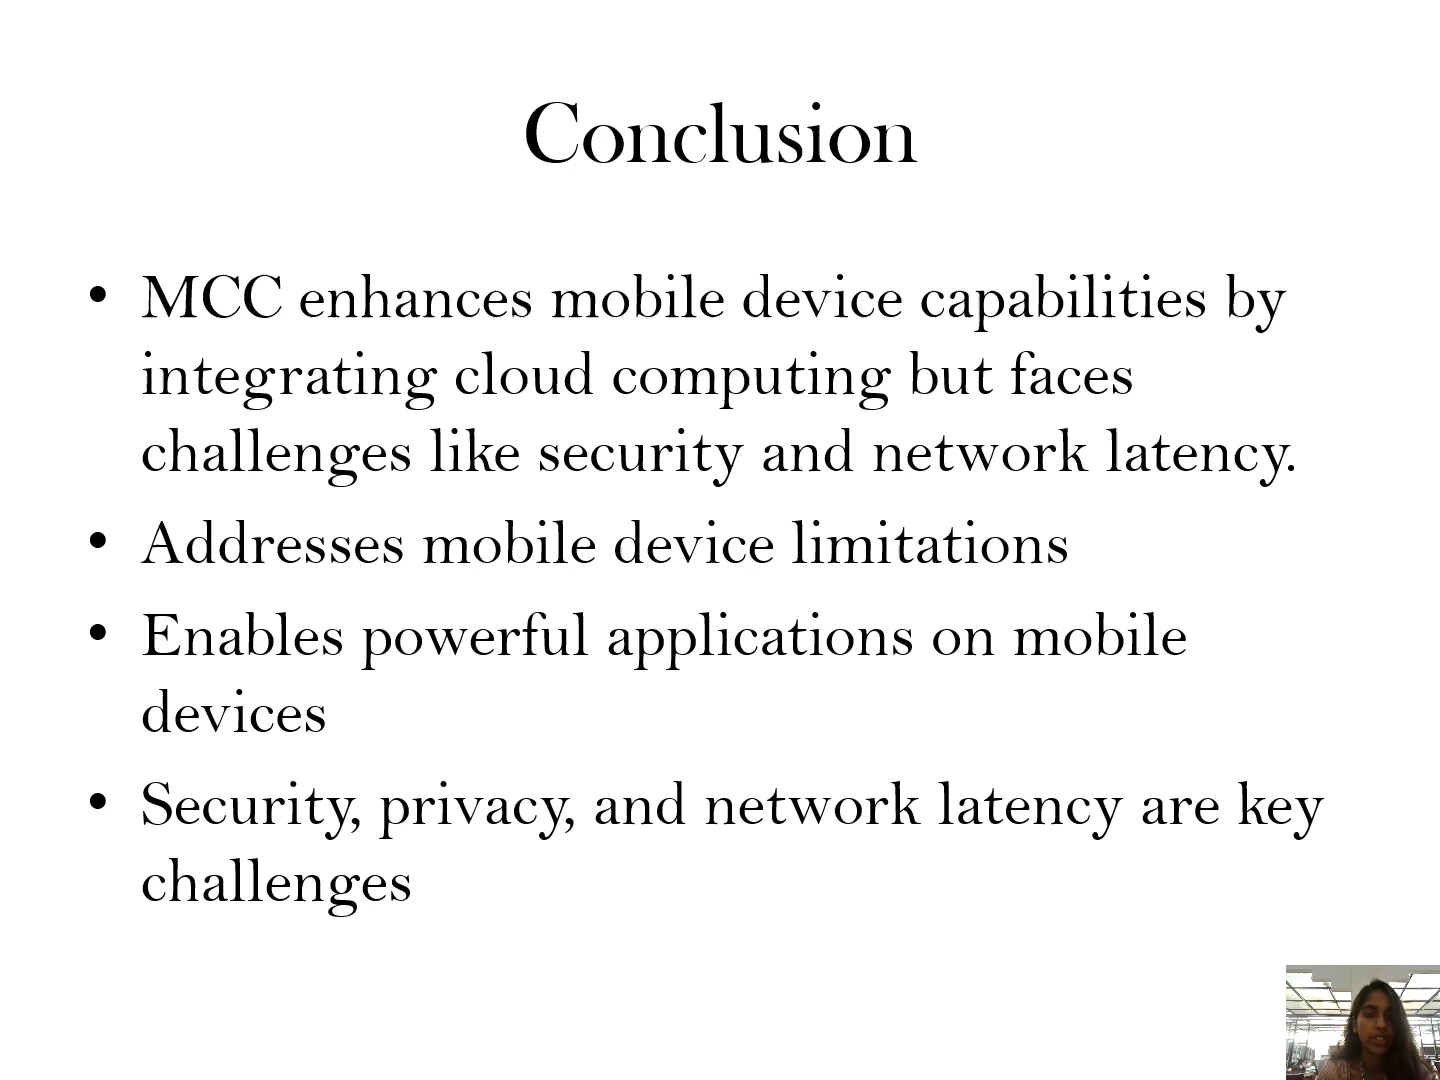 Conclusion
• MCC enhances mobile device capabilities by
integrating cloud computing but faces
challenges like security and network latency.
• Addresses mobile device limitations
• Enables powerful applications on mobile
devices
• Security, privacy, and network latency are key
challenges